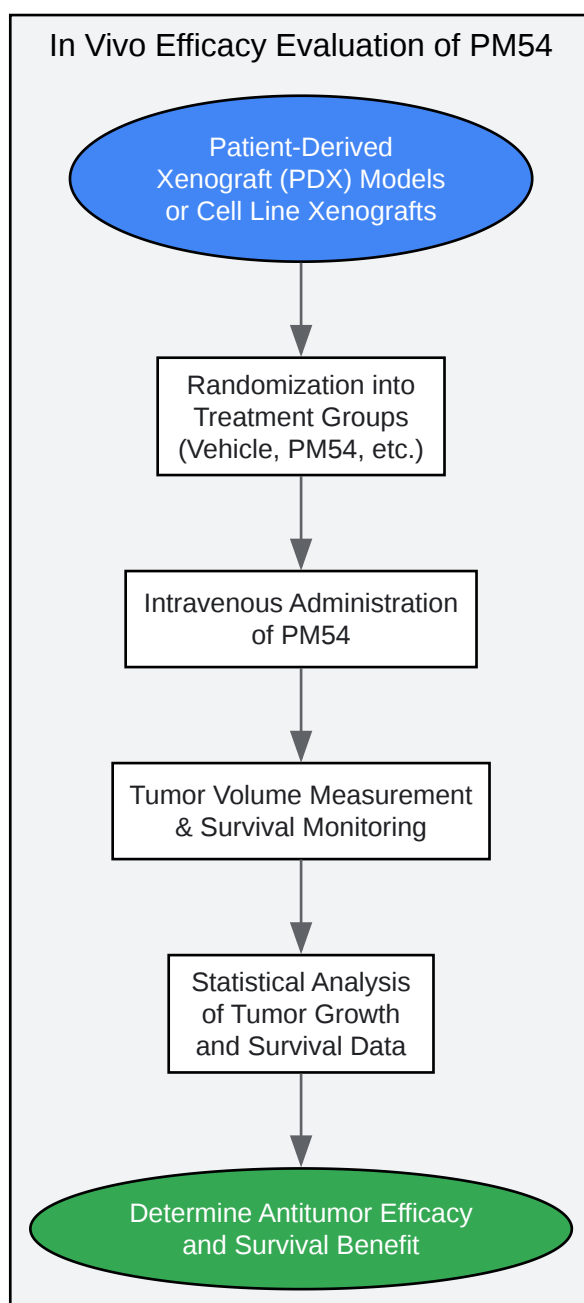 In Vivo Efficacy Evaluation of PM54
Patient-Derived
Xenograft (PDX) Models
or Cell Line Xenografts
Randomization into
Treatment Groups
(Vehicle, PM54, etc.)
Intravenous Administration
of PM54
Tumor Volume Measurement
& Survival Monitoring
Statistical Analysis
of Tumor Growth
and Survival Data
Determine Antitumor Efficacy
and Survival Benefit